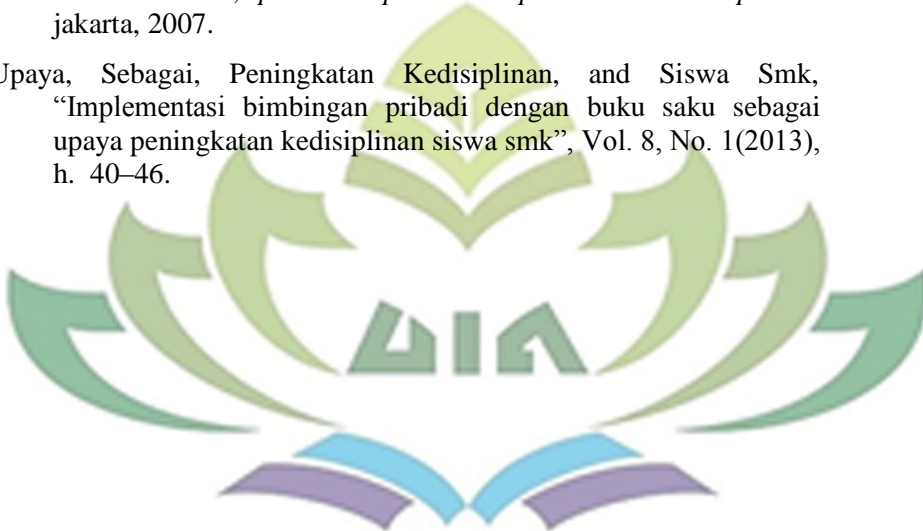 jakarta, 2007.
Upaya, Sebagai, Peningkatan Kedisiplinan, and Siswa Smk,
“Implementasi bimbingan pribadi dengan buku saku sebagai
upaya peningkatan kedisiplinan siswa smk”, Vol. 8, No. 1(2013),
h. 40–46.
UIN